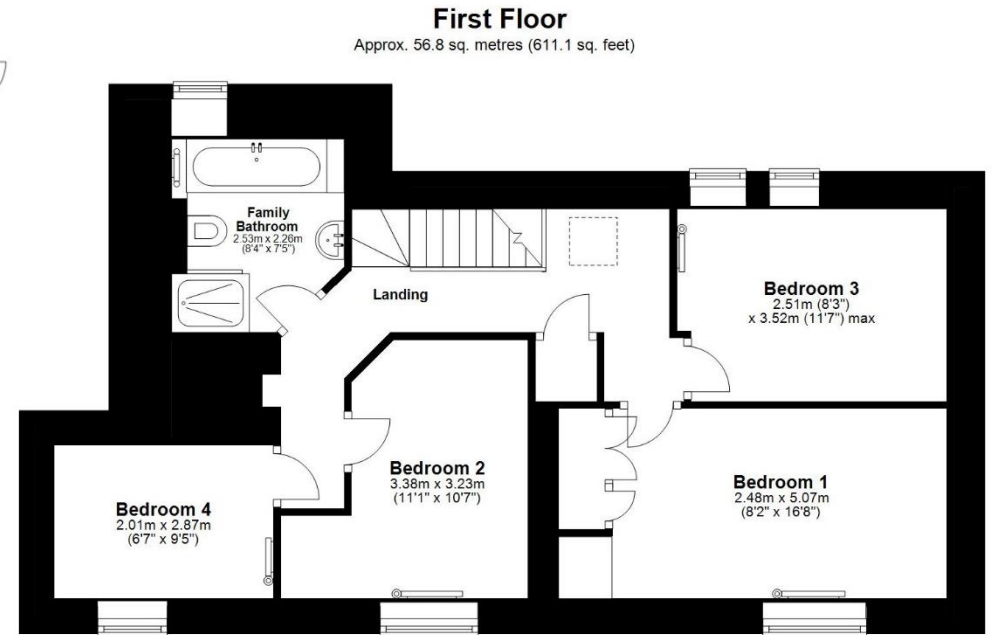 First Floor
Approx. 56.8 sq. metres (611.1 sq. feet)
Family
Bathroom
2.53m x 2.26m
(8'4" x 7'5")
Landing
Bedroom 3
2.51m (8'3")
x 3.52m (11'7") max
Bedroom 2
3.38m x 3.23m
(11'1" x 10'7")
Bedroom 1
2.48m x 5.07m
(8'2" x 16'8")
Bedroom 4
2.01m x 2.87m
(6'7" x 9'5")